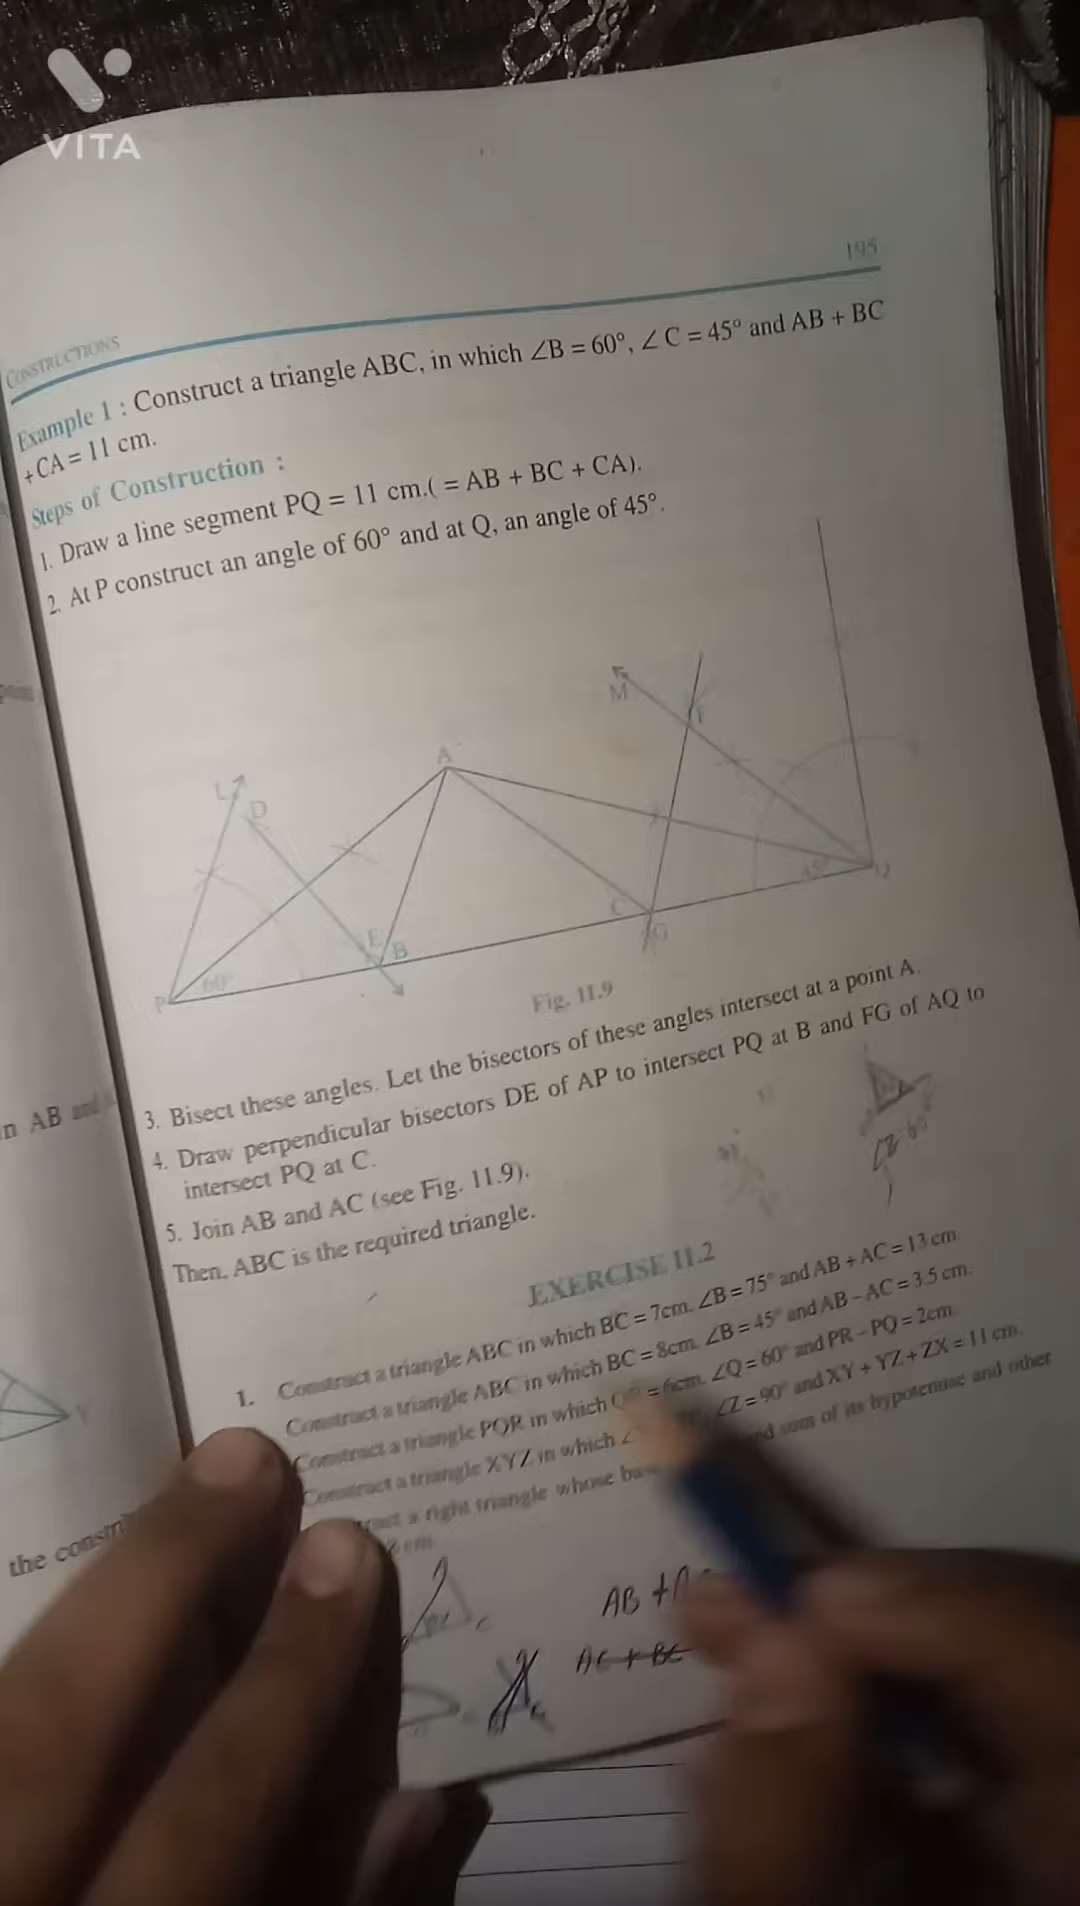 VITA
195
CONSTRUCTIONS
Example 1 : Construct a triangle ABC, in which ∠B = 60°, ∠ C = 45° and AB + BC
+ CA = 11 cm.
Steps of Construction :
1. Draw a line segment PQ = 11 cm.( = AB + BC + CA).
2. At P construct an angle of 60° and at Q, an angle of 45°.
M
F
A
L
D
45°
C
G
E
B
P
60°
Fig. 11.9
3. Bisect these angles. Let the bisectors of these angles intersect at a point A.
4. Draw perpendicular bisectors DE of AP to intersect PQ at B and FG of AQ to
intersect PQ at C.
5. Join AB and AC (see Fig. 11.9).
Then, ABC is the required triangle.
n AB and
the constr
EXERCISE 11.2
1. Construct a triangle ABC in which BC = 7cm, ∠B = 75° and AB + AC = 13 cm.
Construct a triangle ABC in which BC = 8cm, ∠B = 45° and AB – AC = 3.5 cm.
Construct a triangle PQR in which = 6cm, ∠Q = 60° and PR – PQ = 2cm.
Construct a triangle XYZ in which ∠ ∠Z = 90° and XY + YZ + ZX = 11 cm.
a right triangle whose and sum of its hypotenuse and other
cm
AB +
AC + BC